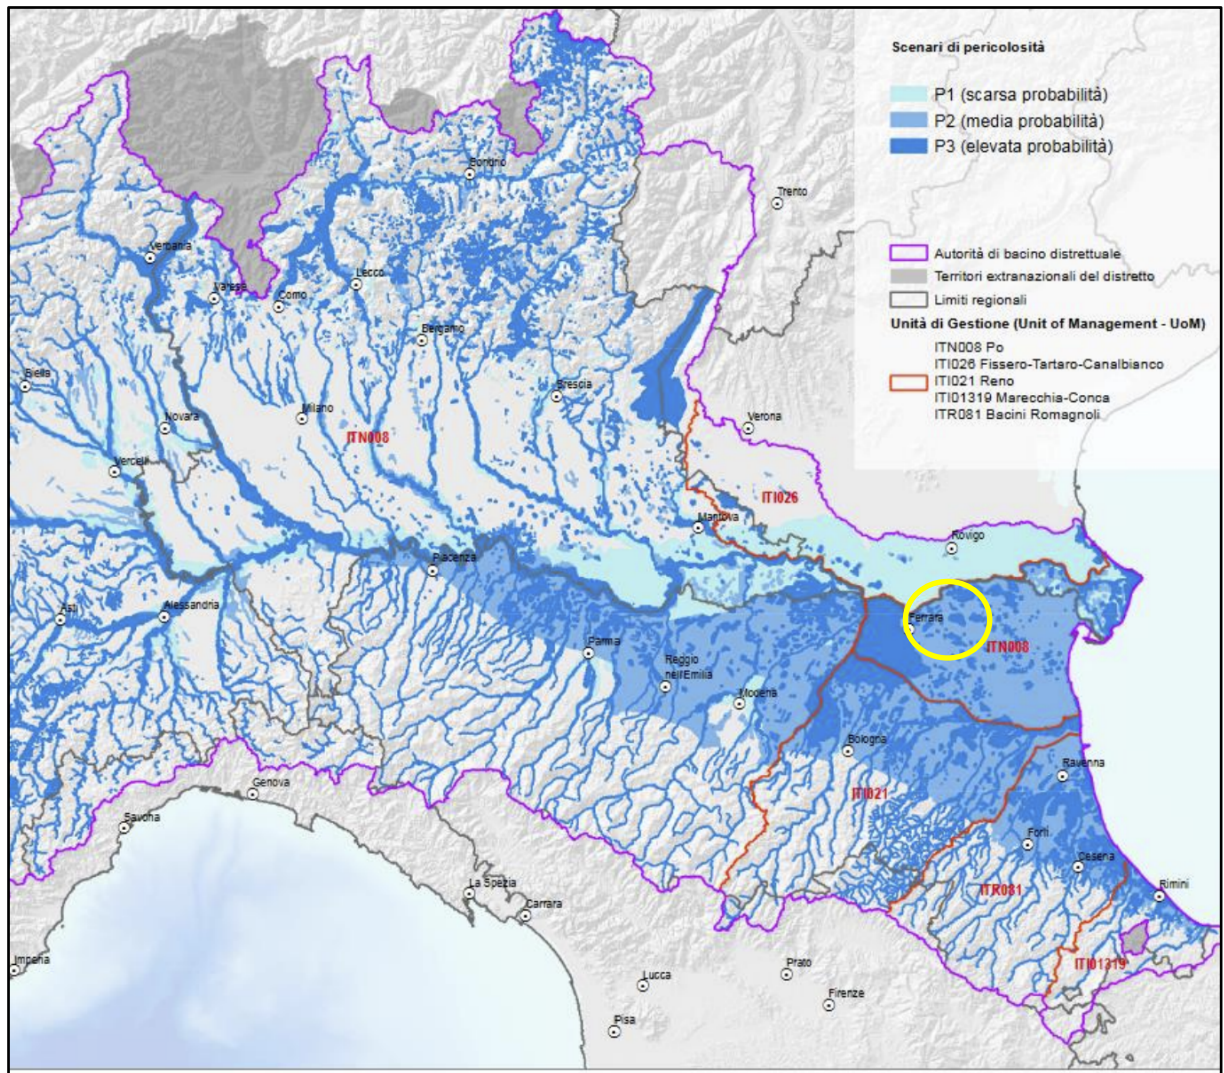 Scenari di pericolosità
P1 (scarsa probabilità)
P2 (media probabilità)
P3 (elevata probabilità)
Autorità di bacino distrettuale
Territori extranazionali del distretto
Limiti regionali
Unità di Gestione (Unit of Management - UoM)
ITN008 Po
ITI026 Fissero-Tartaro-Canalbianco
ITI021 Reno
ITI01319 Marecchia-Conca
ITR081 Bacini Romagnoli
Sondrio
Trento
Verbania
Lecco
Varese
Como
Bergamo
Biella
Brescia
Novara
Milano
Verona
ITN008
Vercelli
ITI026
Mantova
Rovigo
Piacenza
Asti
Alessandria
Ferrara
Parma
ITN008
Reggio
nell'Emilia
Modena
Bologna
Ravenna
Genova
ITI021
Savona
Forlì
Cesena
La Spezia
ITR081
Rimini
Carrara
Imperia
ITI01319
Prato
Lucca
Firenze
Pisa